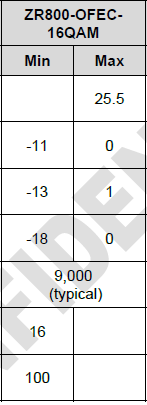 ZR800-OFEC-
16QAM
Min Max
25.5
-11 0
-13 1
-18 0
9,000
(typical)
16
100